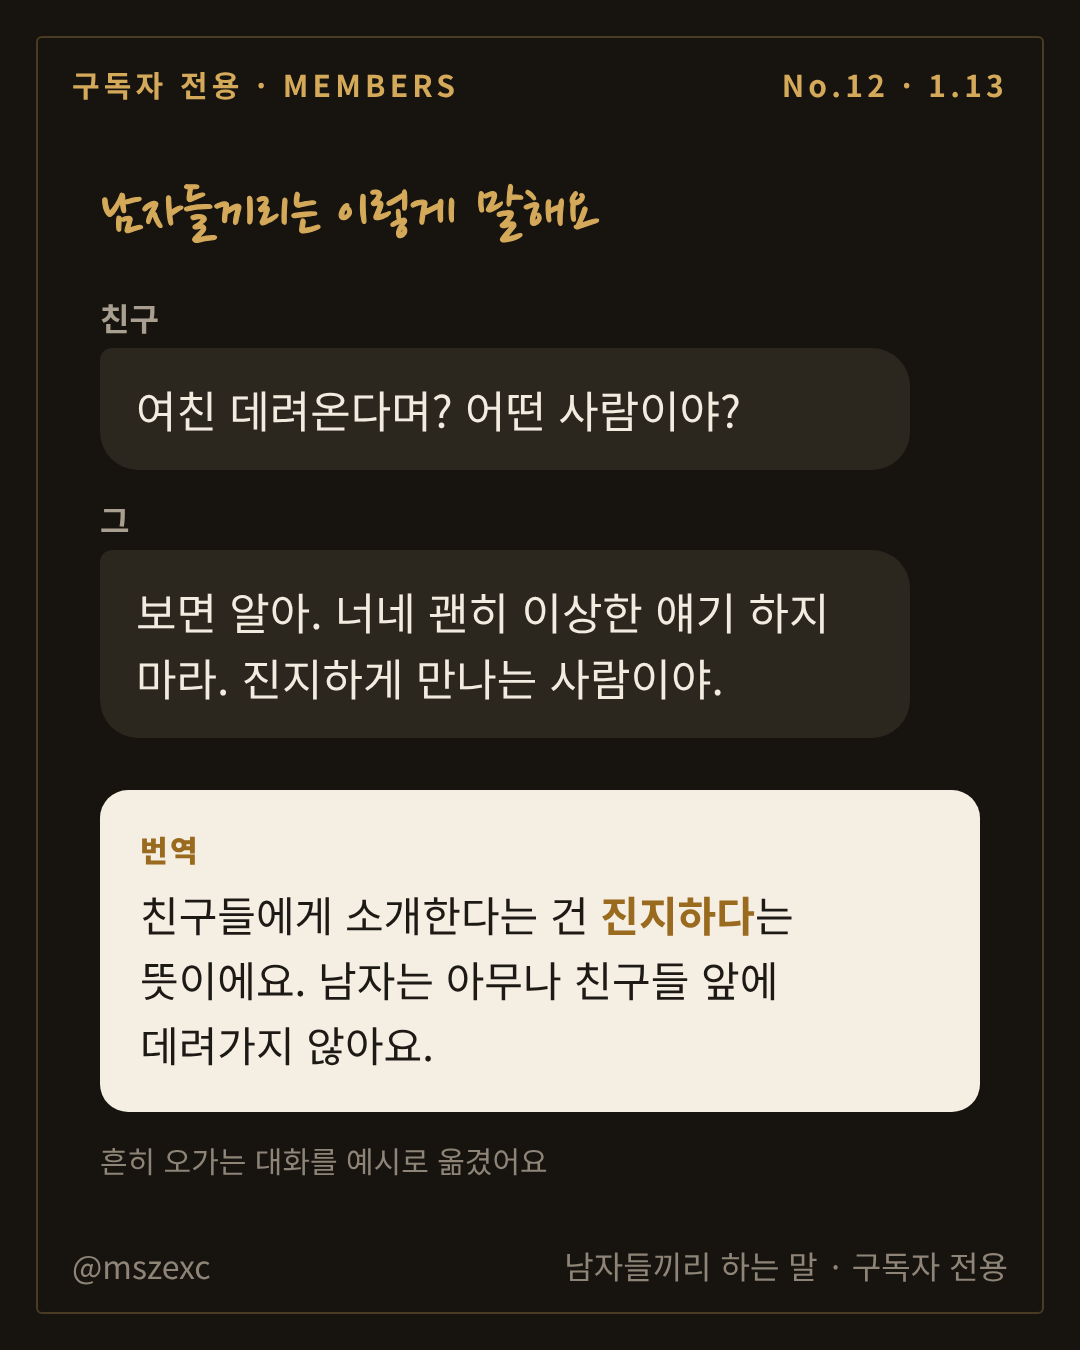 구독자 전용 · MEMBERS
No.12 · 1.13
남자들끼리는 이렇게 말해요
친구
여친 데려온다며? 어떤 사람이야?
그
보면 알아. 너네 괜히 이상한 얘기 하지
마라. 진지하게 만나는 사람이야.
번역
친구들에게 소개한다는 건 진지하다는
뜻이에요. 남자는 아무나 친구들 앞에
데려가지 않아요.
흔히 오가는 대화를 예시로 옮겼어요
@mszexc
남자들끼리 하는 말 · 구독자 전용